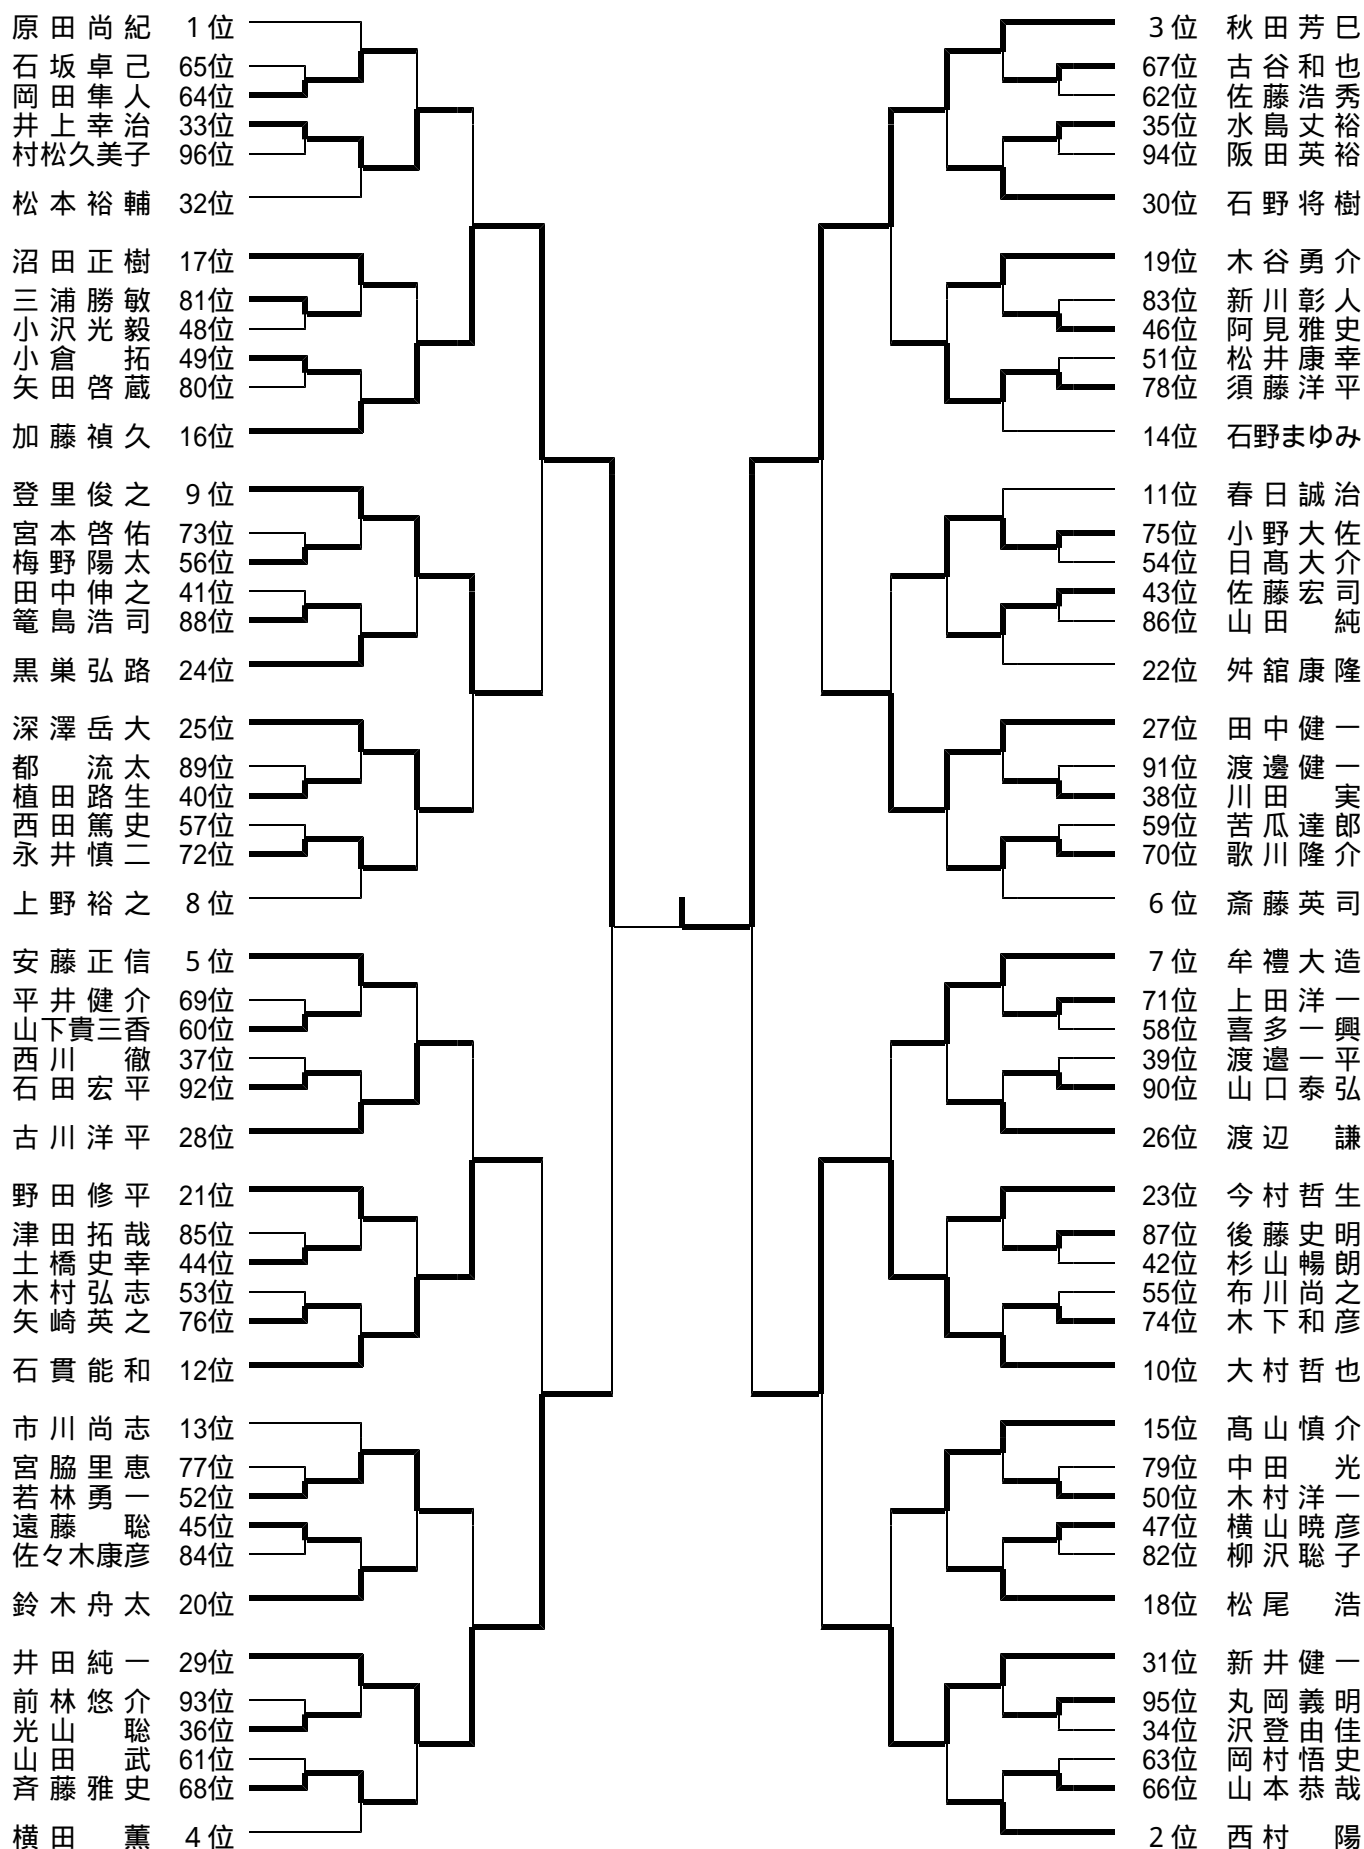 原田尚紀 1位
石坂卓己 65位
岡田隼人 64位
井上幸治 33位
村松久美子 96位
松本裕輔 32位
沼田正樹 17位
三浦勝敏 81位
小沢光毅 48位
小倉 拓 49位
矢田啓蔵 80位
加藤禎久 16位
登里俊之 9位
宮本啓佑 73位
梅野陽太 56位
田中伸之 41位
篭島浩司 88位
黒巣弘路 24位
深澤岳大 25位
都 流太 89位
植田路生 40位
西田篤史 57位
永井慎二 72位
上野裕之 8位
安藤正信 5位
平井健介 69位
山下貴三香 60位
西川 徹 37位
石田宏平 92位
古川洋平 28位
野田修平 21位
津田拓哉 85位
土橋史幸 44位
木村弘志 53位
矢崎英之 76位
石貫能和 12位
市川尚志 13位
宮脇里恵 77位
若林勇一 52位
遠藤 聡 45位
佐々木康彦 84位
鈴木舟太 20位
井田純一 29位
前林悠介 93位
光山 聡 36位
山田 武 61位
斉藤雅史 68位
横田 薫 4位
3位 秋田芳巳
67位 古谷和也
62位 佐藤浩秀
35位 水島丈裕
94位 阪田英裕
30位 石野将樹
19位 木谷勇介
83位 新川彰人
46位 阿見雅史
51位 松井康幸
78位 須藤洋平
14位 石野まゆみ
11位 春日誠治
75位 小野大佐
54位 日髙大介
43位 佐藤宏司
86位 山田 純
22位 舛舘康隆
27位 田中健一
91位 渡邊健一
38位 川田 実
59位 苦瓜達郎
70位 歌川隆介
6位 斎藤英司
7位 牟禮大造
71位 上田洋一
58位 喜多一興
39位 渡邉一平
90位 山口泰弘
26位 渡辺 謙
23位 今村哲生
87位 後藤史明
42位 杉山暢朗
55位 布川尚之
74位 木下和彦
10位 大村哲也
15位 髙山慎介
79位 中田 光
50位 木村洋一
47位 横山暁彦
82位 柳沢聡子
18位 松尾 浩
31位 新井健一
95位 丸岡義明
34位 沢登由佳
63位 岡村悟史
66位 山本恭哉
2位 西村 陽